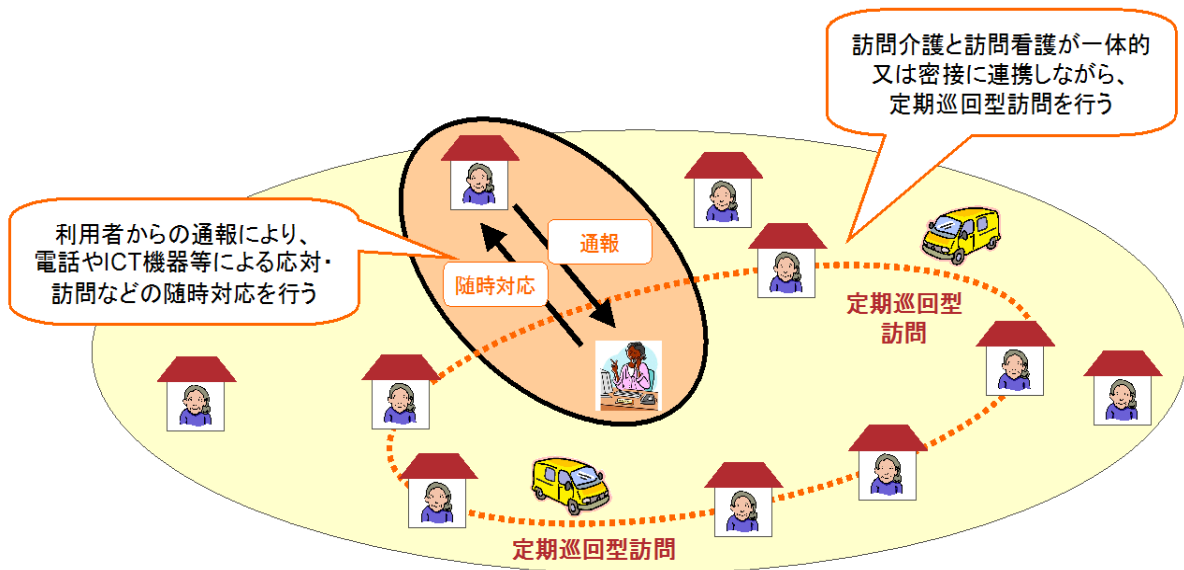 訪問介護と訪問看護が一体的
又は密接に連携しながら、
定期巡回型訪問を行う
利用者からの通報により、
電話やICT機器等による応対・
訪問などの随時対応を行う
通報
随時対応
定期巡回型
訪問
定期巡回型訪問